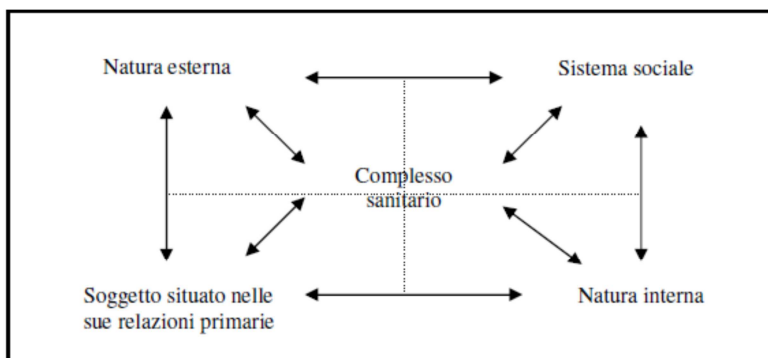 Natura esterna
Sistema sociale
Complesso
sanitario
Soggetto situato nelle
sue relazioni primarie
Natura interna